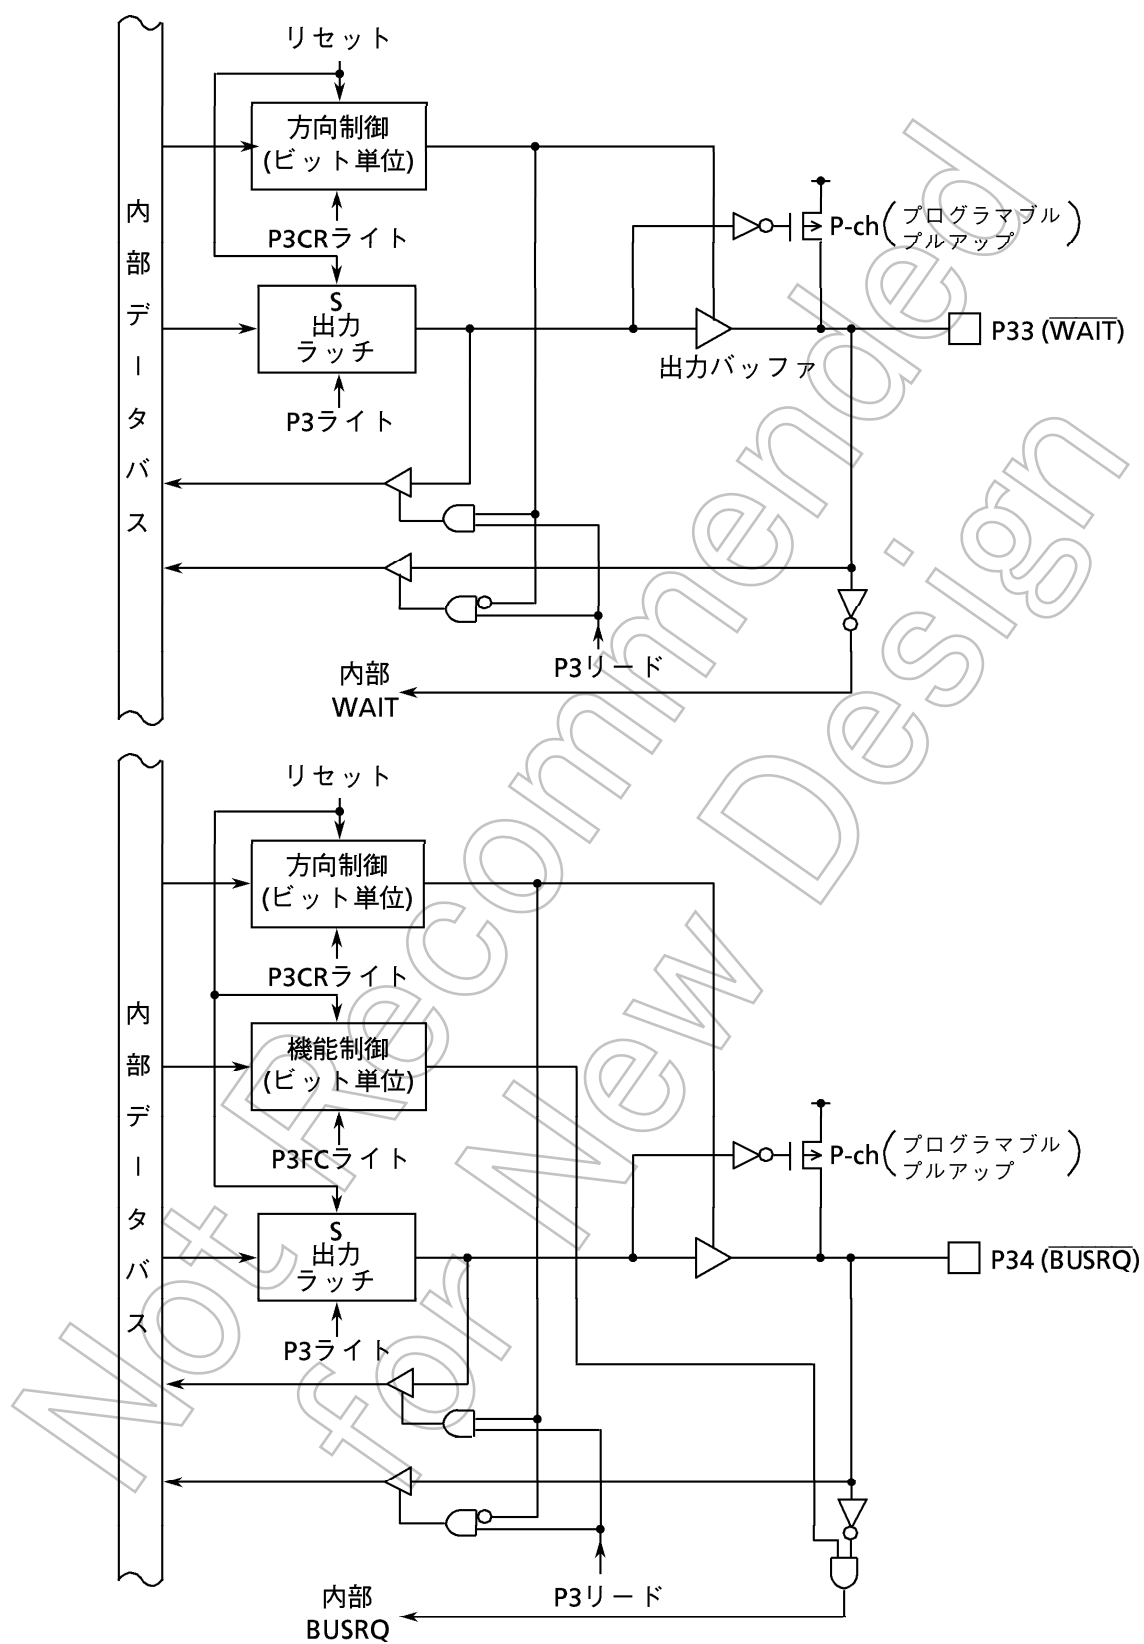 リセット
方向制御
(ビット単位)
P3CRライト
内部データバス
S
出力
ラッチ
P3ライト
P-ch
プログラマブル
プルアップ
出力バッファ
P33 (WAIT)
P3リード
内部
WAIT
リセット
方向制御
(ビット単位)
P3CRライト
内部データバス
機能制御
(ビット単位)
P3FCライト
S
出力
ラッチ
P3ライト
P-ch
プログラマブル
プルアップ
P34 (BUSRQ)
P3リード
内部
BUSRQ
Not Recommended
for New Design